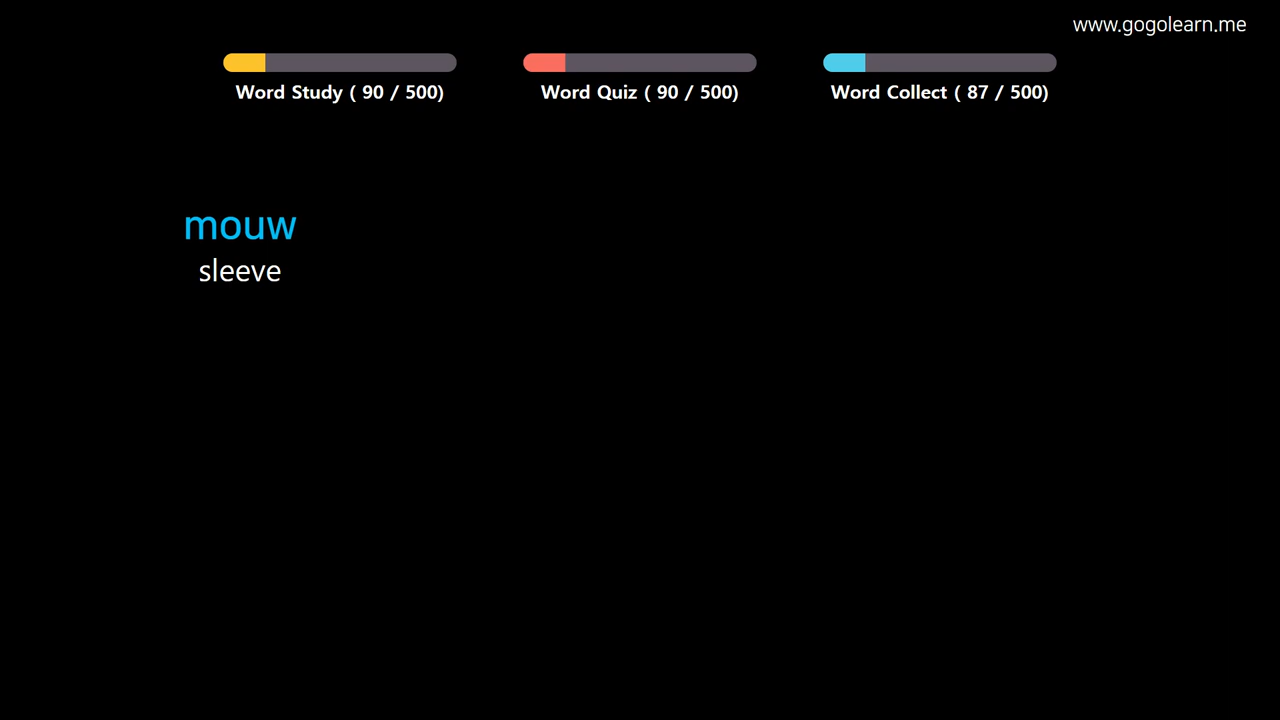 www.gogolearn.me
Word Study ( 90 / 500)
Word Quiz ( 90 / 500)
Word Collect ( 87 / 500)
mouw
sleeve